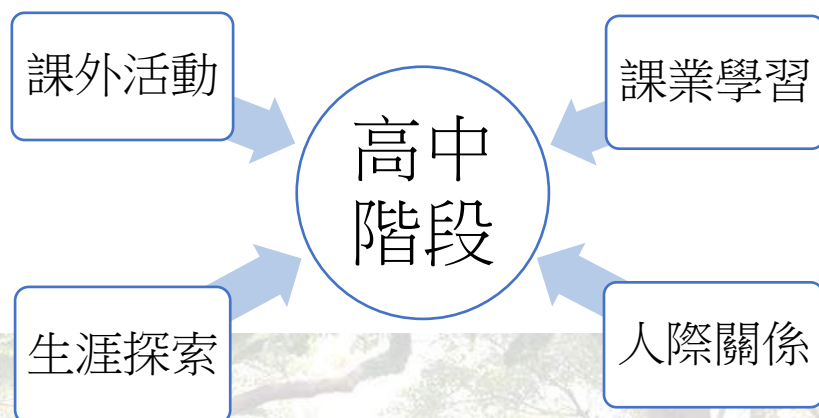 課外活動
課業學習
高中
階段
生涯探索
人際關係